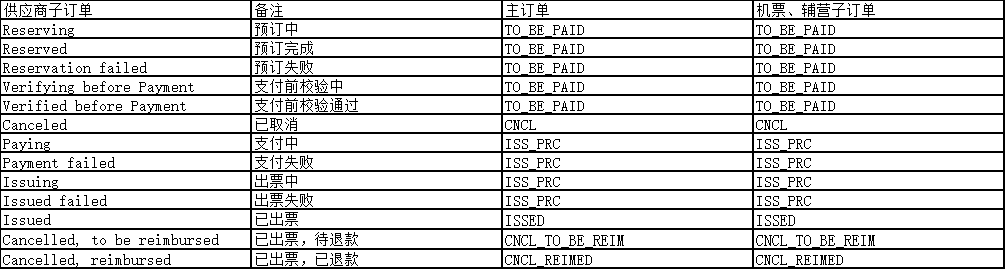 供应商子订单 备注 主订单 机票、辅营子订单
Reserving 预订中 TO_BE_PAID TO_BE_PAID
Reserved 预订完成 TO_BE_PAID TO_BE_PAID
Reservation failed 预订失败 TO_BE_PAID TO_BE_PAID
Verifying before Payment 支付前校验中 TO_BE_PAID TO_BE_PAID
Verified before Payment 支付前校验通过 TO_BE_PAID TO_BE_PAID
Canceled 已取消 CNCL CNCL
Paying 支付中 ISS_PRC ISS_PRC
Payment failed 支付失败 ISS_PRC ISS_PRC
Issuing 出票中 ISS_PRC ISS_PRC
Issued failed 出票失败 ISS_PRC ISS_PRC
Issued 已出票 ISSED ISSED
Cancelled, to be reimbursed 已出票，待退款 CNCL_TO_BE_REIM CNCL_TO_BE_REIM
Cancelled, reimbursed 已出票，已退款 CNCL_REIMED CNCL_REIMED